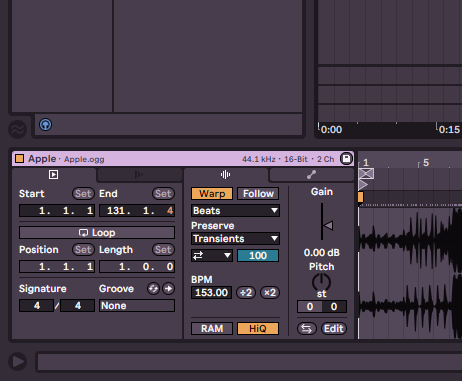 0:00 0:15
Apple · Apple.ogg 44.1 kHz · 16-Bit · 2 Ch
1 5
Start Set End Set
1. 1. 1 131. 1. 4
Loop
Position Set Length Set
1. 1. 1 1. 0. 0
Signature Groove
4 / 4 None
Warp Follow
Beats
Preserve
Transients
100
BPM
153.00 ÷2 ×2
RAM HiQ
Gain
0.00 dB
Pitch
st
0 0
Edit